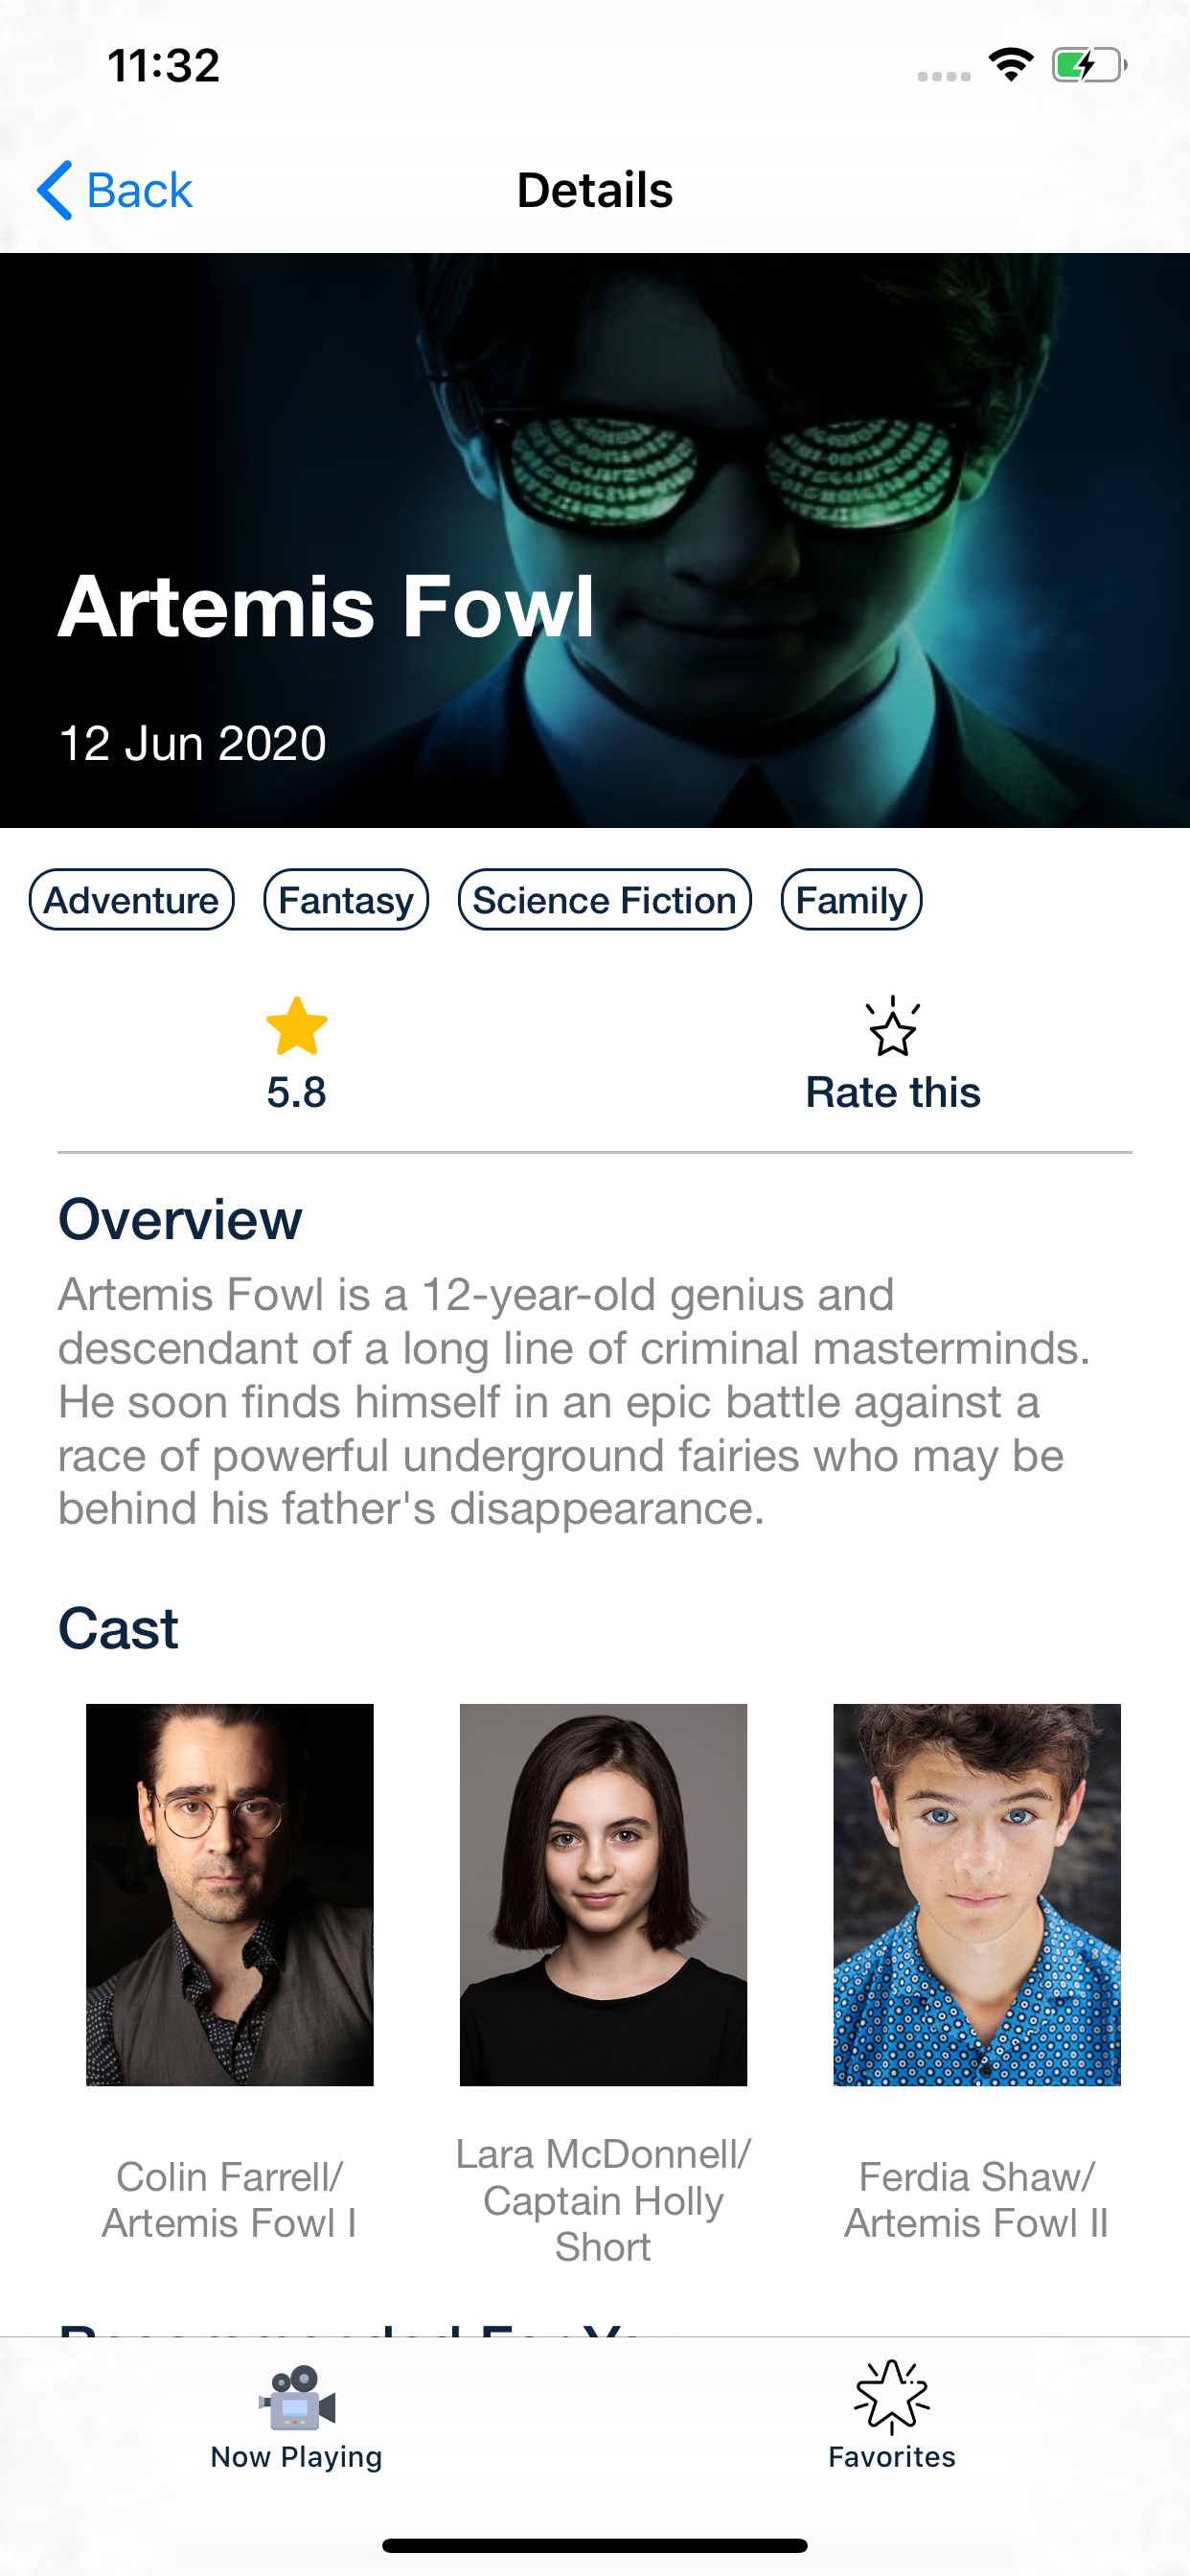 11:32
Back
Details
Artemis Fowl
12 Jun 2020
Adventure
Fantasy
Science Fiction
Family
5.8
Rate this
Overview
Artemis Fowl is a 12-year-old genius and
descendant of a long line of criminal masterminds.
He soon finds himself in an epic battle against a
race of powerful underground fairies who may be
behind his father's disappearance.
Cast
Colin Farrell/
Artemis Fowl I
Lara McDonnell/
Captain Holly
Short
Ferdia Shaw/
Artemis Fowl II
Recommended For
Now Playing
Favorites